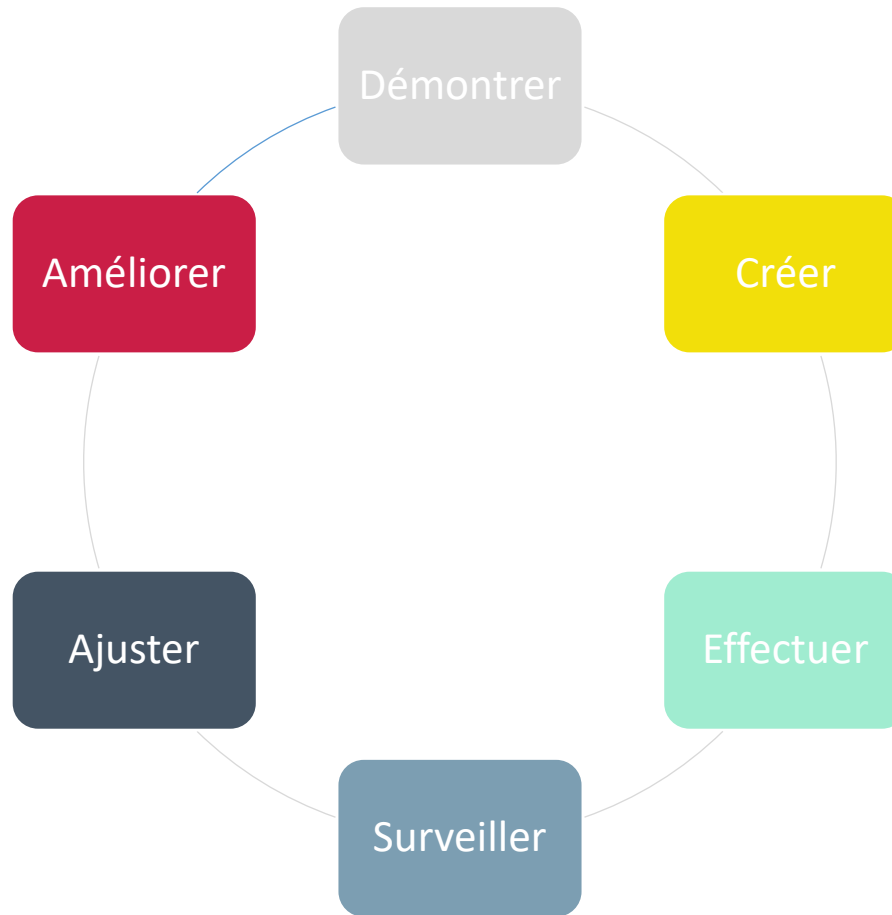 Démontrer
Créer
Effectuer
Surveiller
Ajuster
Améliorer